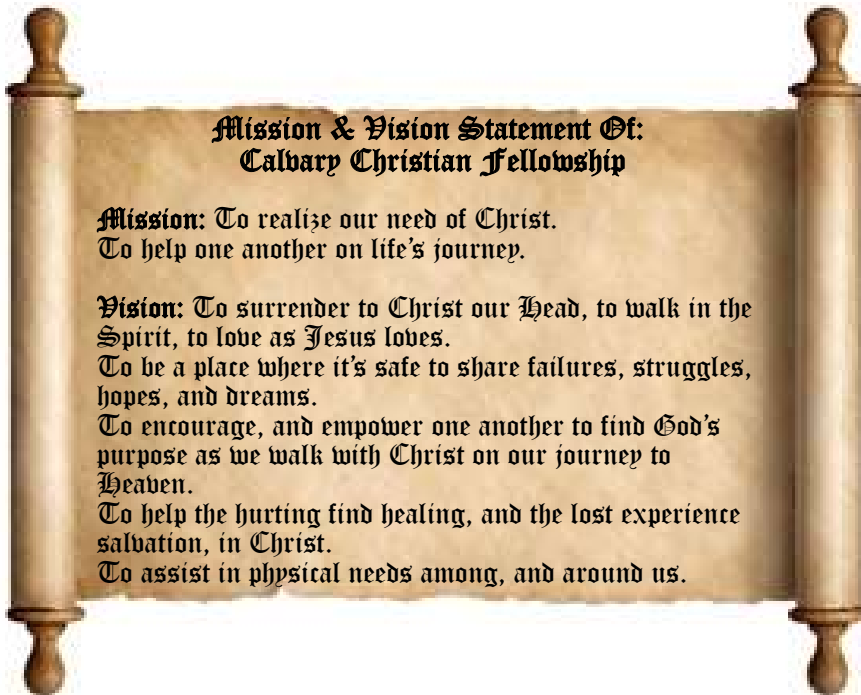 Mission & Vision Statement Of:
Calvary Christian Fellowship
Mission: To realize our need of Christ.
To help one another on life's journey.
Vision: To surrender to Christ our Head, to walk in the
Spirit, to love as Jesus loves.
To be a place where it's safe to share failures, struggles,
hopes, and dreams.
To encourage, and empower one another to find God's
purpose as we walk with Christ on our journey to
Heaven.
To help the hurting find healing, and the lost experience
salvation, in Christ.
To assist in physical needs among, and around us.